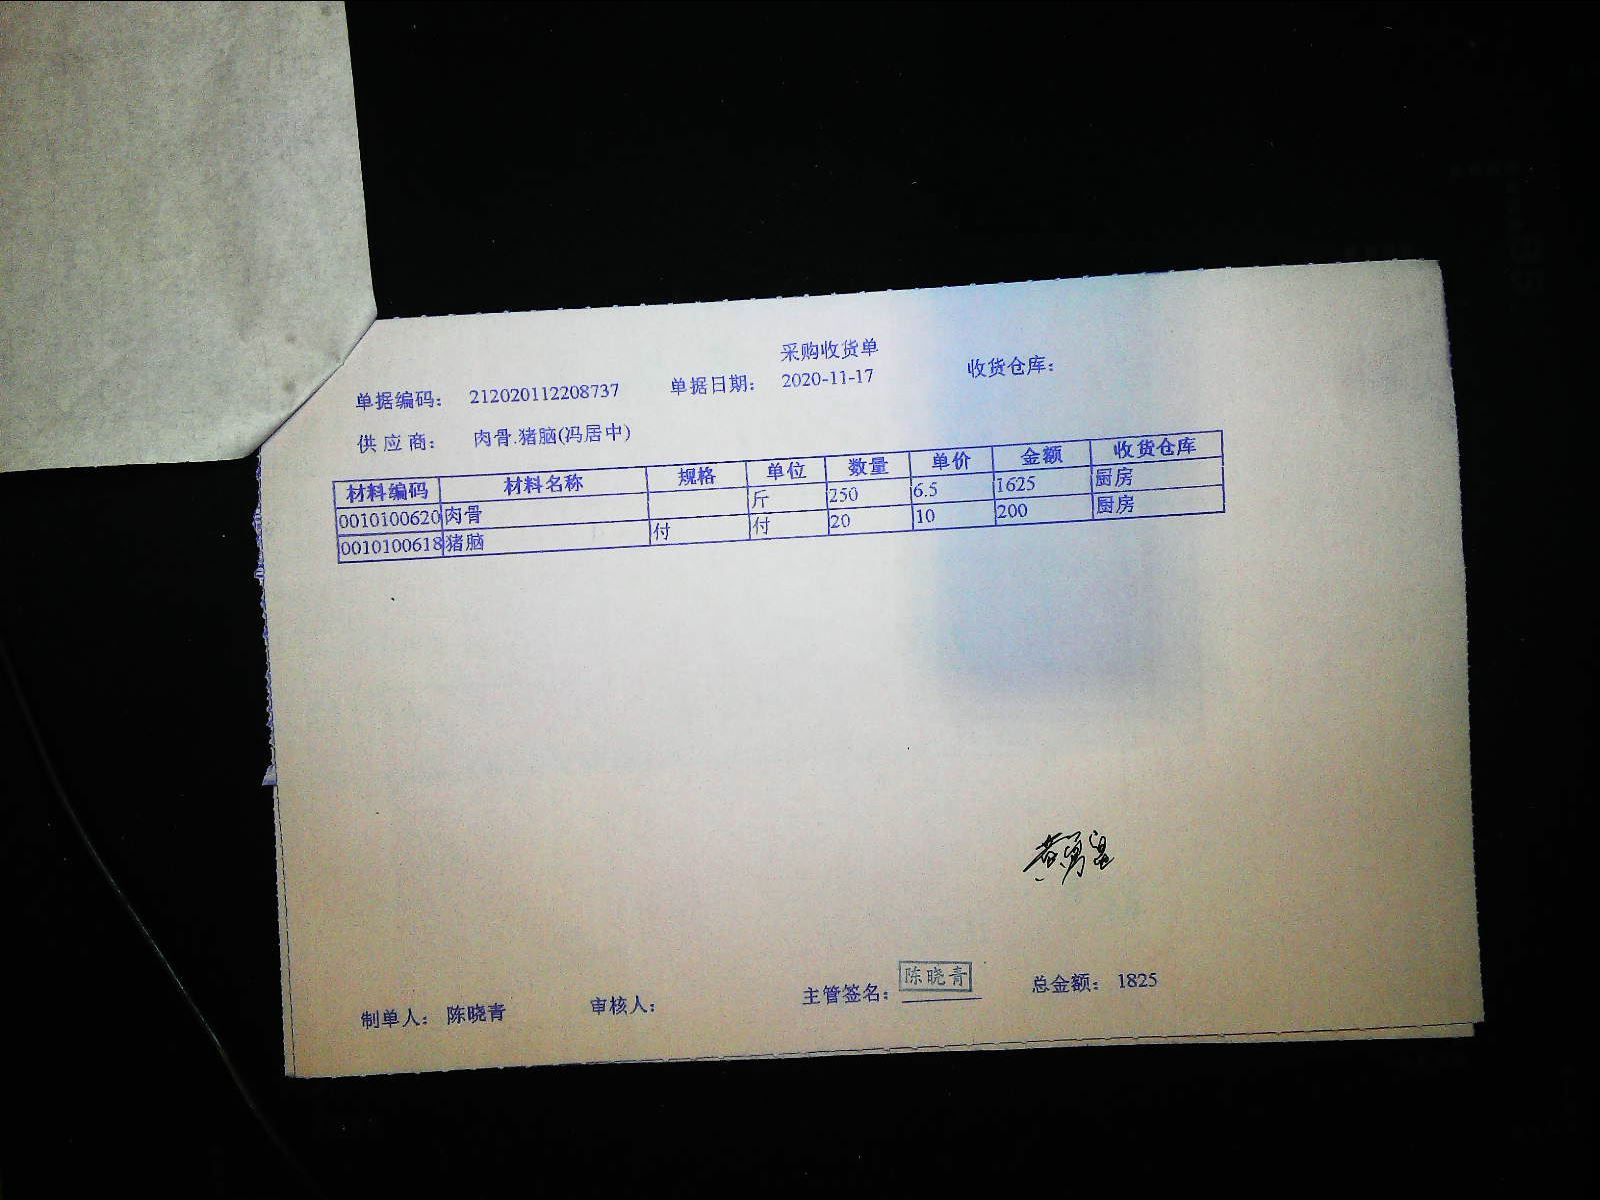 采购收货单
单据编码： 212020112208737 单据日期： 2020-11-17 收货仓库：
供 应 商： 肉骨.猪脑(冯居中)
材料编码 材料名称 规格 单位 数量 单价 金额 收货仓库
0010100620 肉骨 斤 250 6.5 1625 厨房
0010100618 猪脑 付 付 20 10 200 厨房
制单人： 陈晓青 审核人： 主管签名： 陈晓青 总金额： 1825